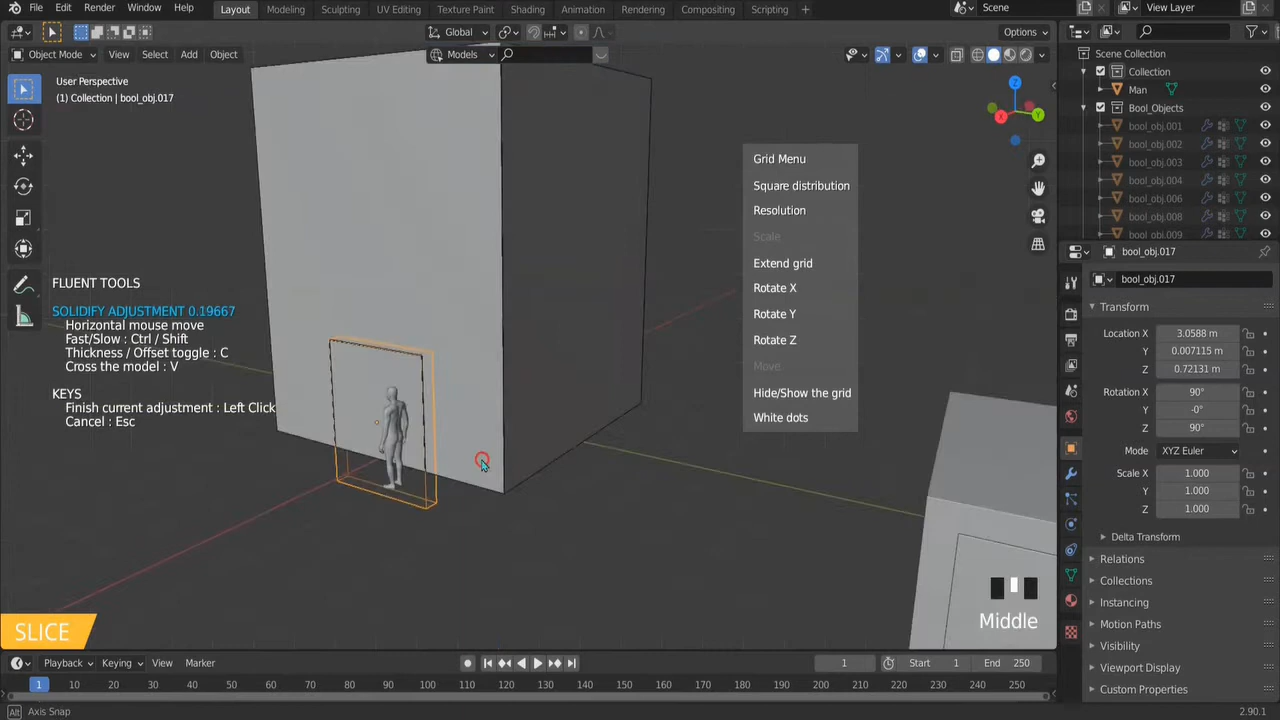 File Edit Render Window Help Layout Modeling Sculpting UV Editing Texture Paint Shading Animation Rendering Compositing Scripting + Scene View Layer
Global Options
Object Mode View Select Add Object Models
User Perspective
(1) Collection | bool_obj.017
FLUENT TOOLS
SOLIDIFY ADJUSTMENT 0.19667
Horizontal mouse move
Fast/Slow : Ctrl / Shift
Thickness / Offset toggle : C
Cross the model : V
KEYS
Finish current adjustment : Left Click
Cancel : Esc
Z
X
Y
Grid Menu
Square distribution
Resolution
Scale
Extend grid
Rotate X
Rotate Y
Rotate Z
Move
Hide/Show the grid
White dots
Scene Collection
Collection
Man
Bool_Objects
bool_obj.001
bool_obj.002
bool_obj.003
bool_obj.004
bool_obj.006
bool_obj.008
bool_obj.009
bool_obj.017
bool_obj.017
Transform
Location X 3.0588 m
Y 0.007115 m
Z 0.72131 m
Rotation X 90°
Y -0°
Z 90°
Mode XYZ Euler
Scale X 1.000
Y 1.000
Z 1.000
Delta Transform
Relations
Collections
Instancing
Motion Paths
Visibility
Viewport Display
Custom Properties
Middle
SLICE
Playback Keying View Marker 1 Start 1 End 250
1 10 20 30 40 50 60 70 80 90 100 110 120 130 140 150 160 170 180 190 200 210 220 230 240 250
Alt Axis Snap 2.90.1